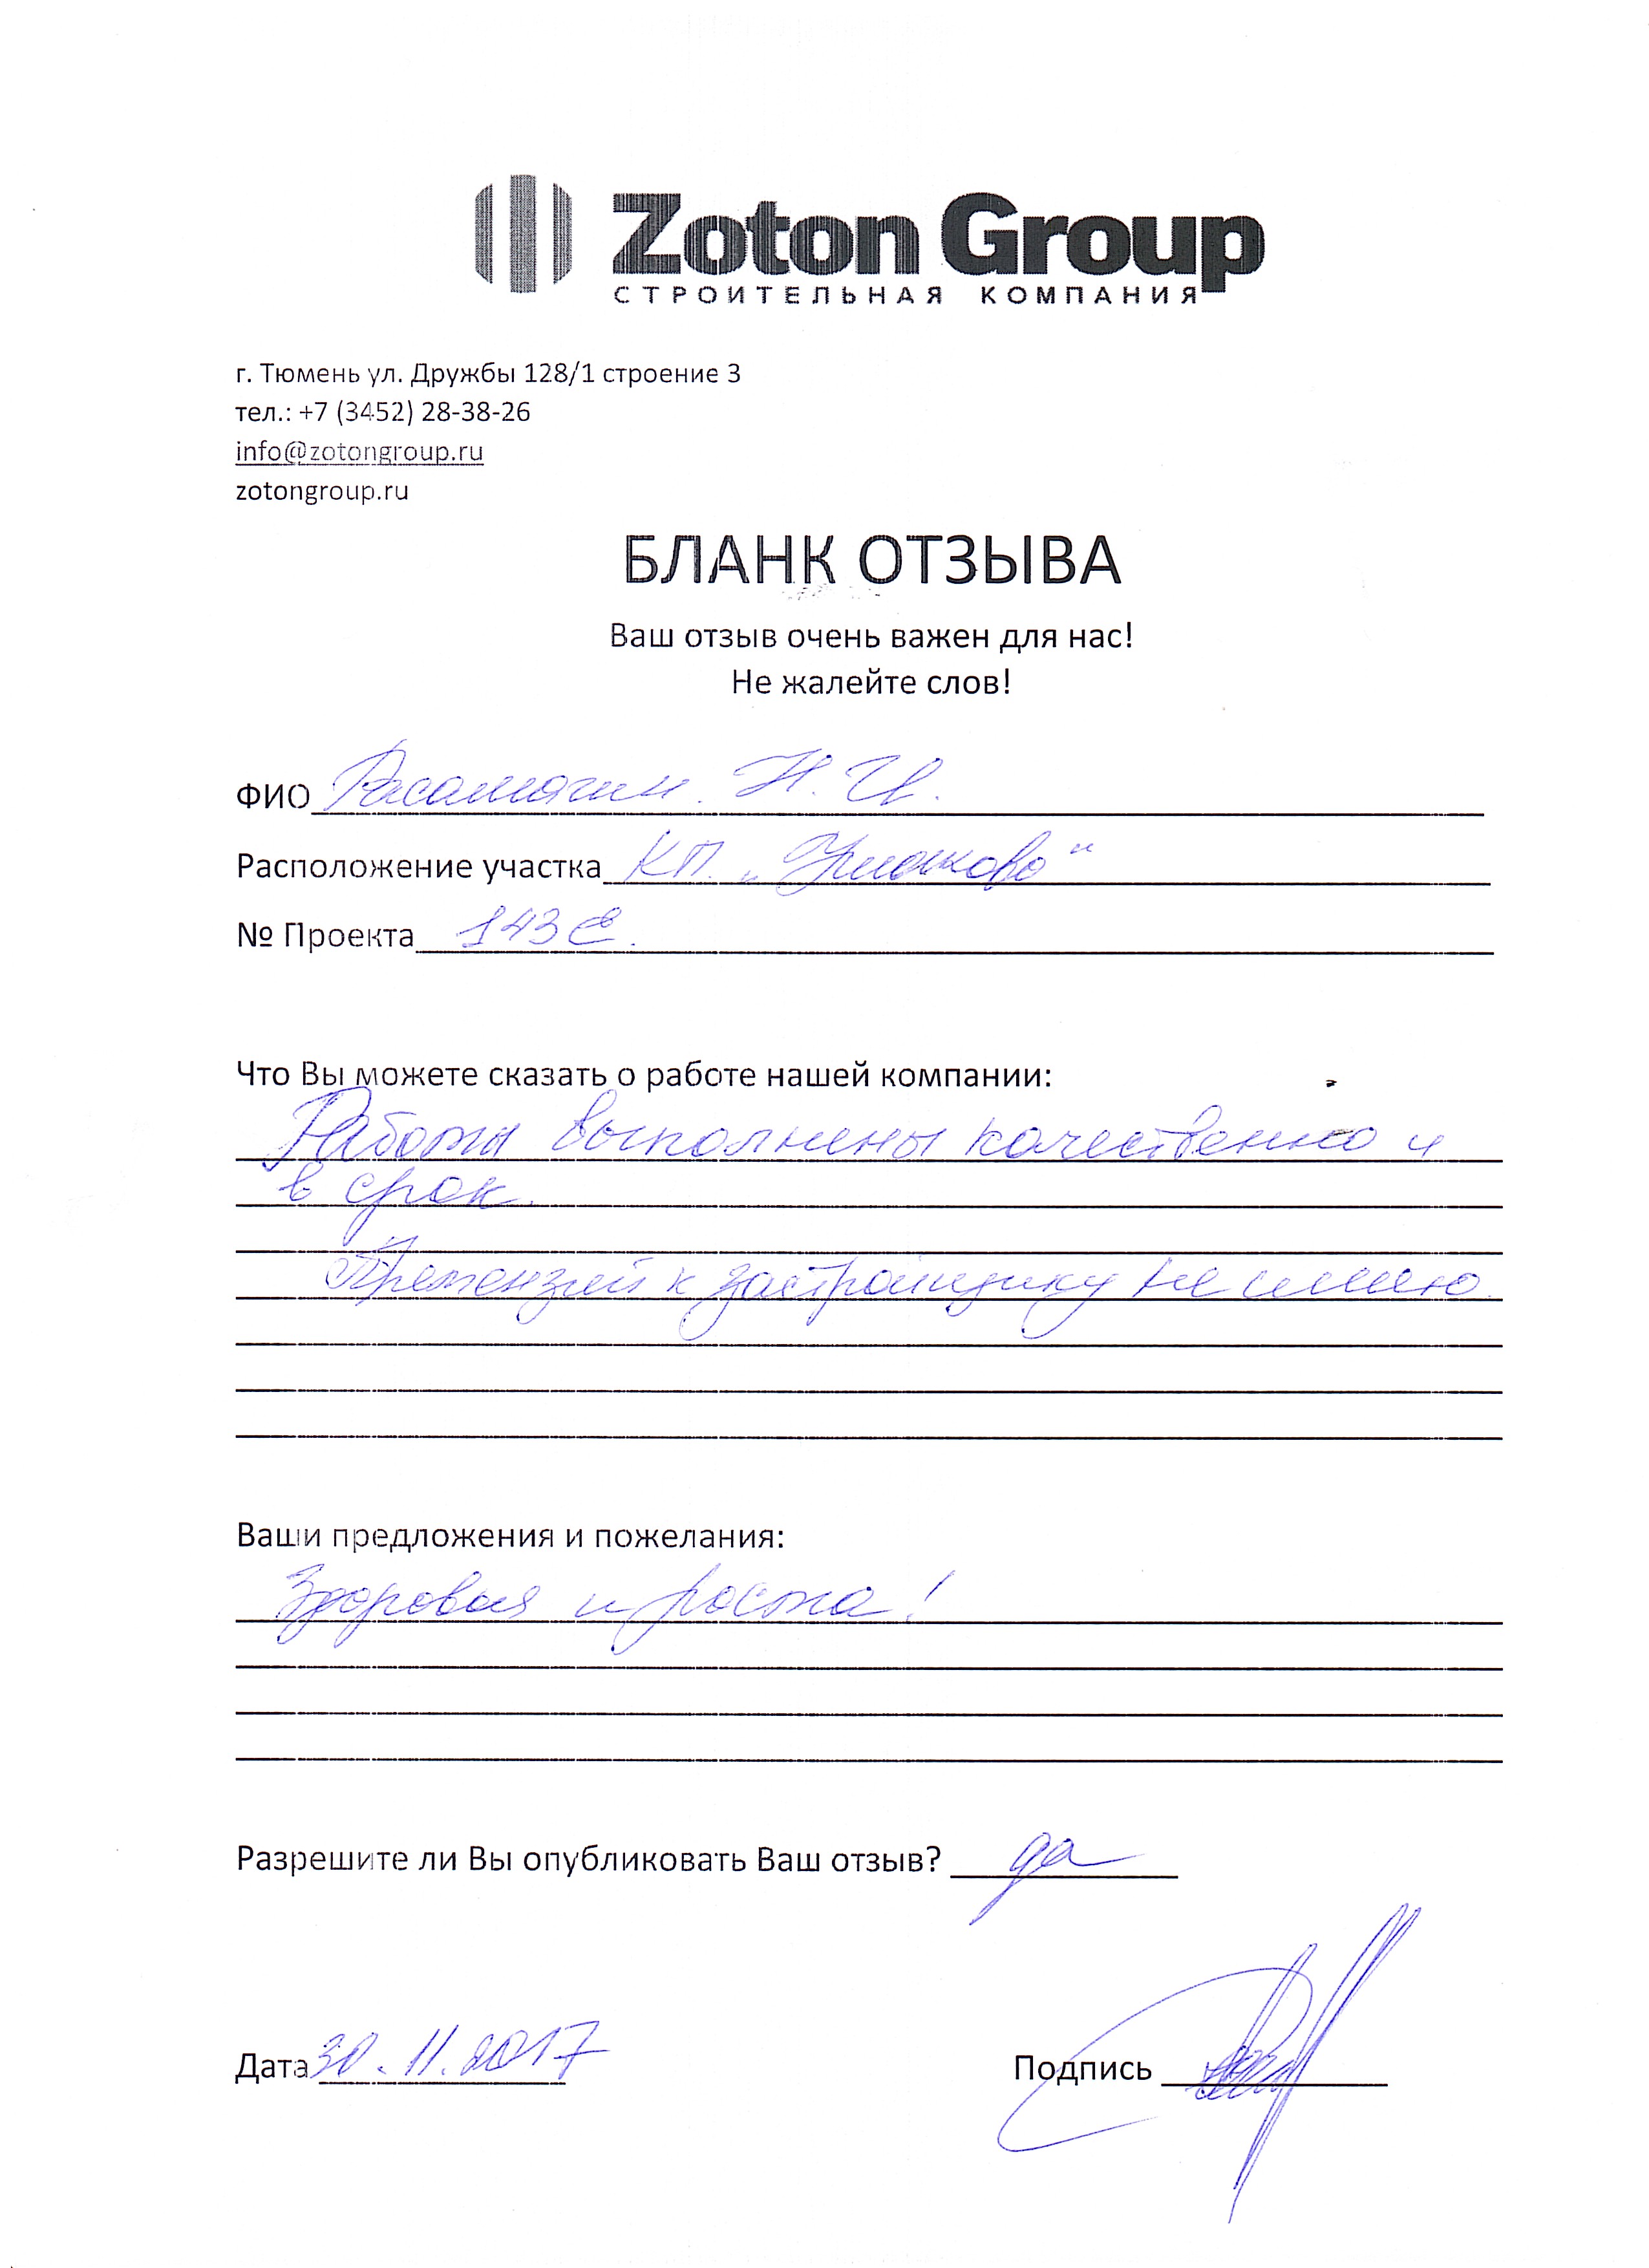 Zoton Group
СТРОИТЕЛЬНАЯ КОМПАНИЯ
г. Тюмень ул. Дружбы 128/1 строение 3
тел.: +7 (3452) 28-38-26
info@zotongroup.ru
zotongroup.ru
БЛАНК ОТЗЫВА
Ваш отзыв очень важен для нас!
Не жалейте слов!
ФИО Н. И.
Расположение участка КП. „ "
№ Проекта 143
Что Вы можете сказать о работе нашей компании:
Работы выполнены качественно и
в срок.
Претензий к застройщику не имею.
Ваши предложения и пожелания:
Здоровья и роста!
Разрешите ли Вы опубликовать Ваш отзыв? да
Дата 30.11.2017 Подпись